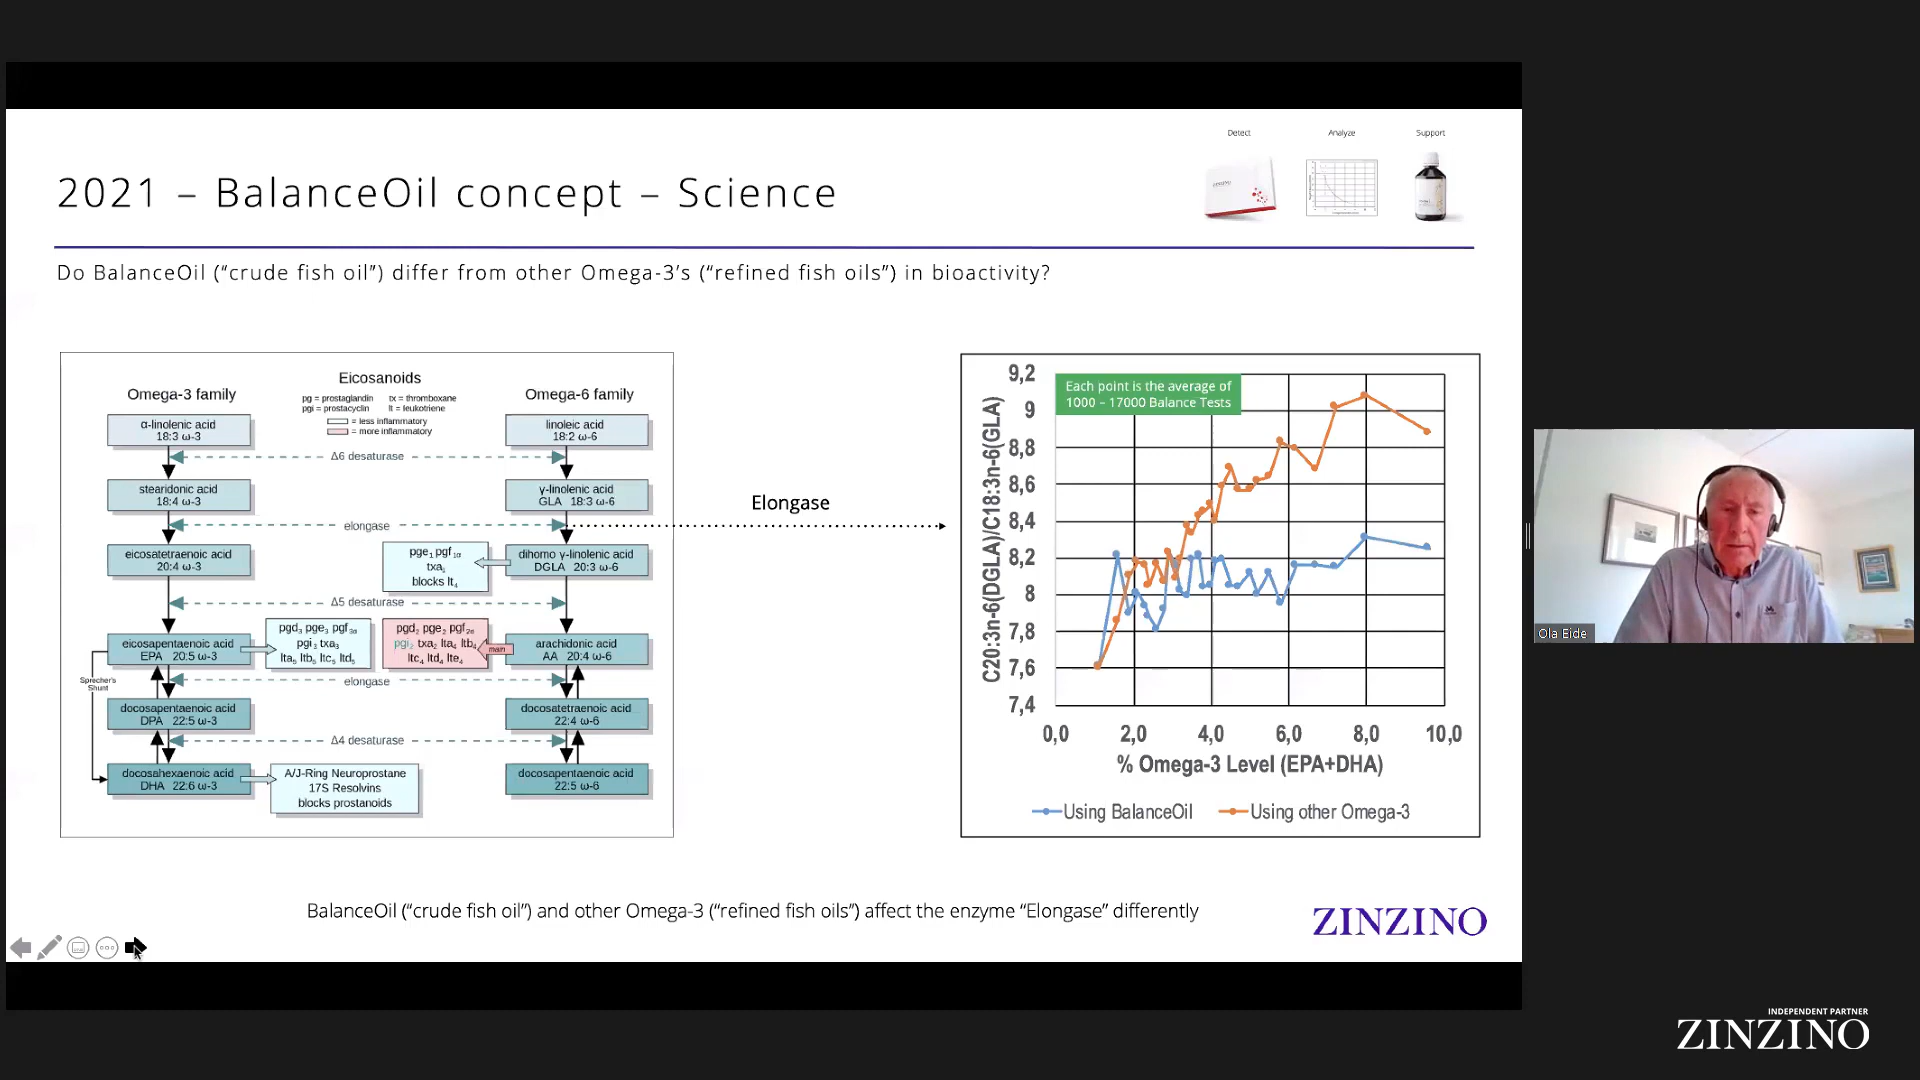 Detect
Analyze
Support
2021 – BalanceOil concept – Science
Do BalanceOil (“crude fish oil”) differ from other Omega-3’s (“refined fish oils”) in bioactivity?
Omega-3 family
Eicosanoids
Omega-6 family
pg = prostaglandin tx = thromboxane
pgi = prostacyclin lt = leukotriene
= less inflammatory
= more inflammatory
α-linolenic acid
18:3 ω-3
linoleic acid
18:2 ω-6
Δ6 desaturase
stearidonic acid
18:4 ω-3
γ-linolenic acid
GLA 18:3 ω-6
elongase
eicosatetraenoic acid
20:4 ω-3
pge₁ pgf₁α
txa₁
blocks lt₄
dihomo γ-linolenic acid
DGLA 20:3 ω-6
Δ5 desaturase
eicosapentaenoic acid
EPA 20:5 ω-3
pgd₃ pge₃ pgf₃α
pgi₃ txa₃
lta₅ ltb₅ ltc₅ ltd₅
pgd₂ pge₂ pgf₂α
pgi₂ txa₂ lta₄ ltb₄
ltc₄ ltd₄ lte₄
main
arachidonic acid
AA 20:4 ω-6
Sprecher's
Shunt
elongase
docosapentaenoic acid
DPA 22:5 ω-3
docosatetraenoic acid
22:4 ω-6
Δ4 desaturase
docosahexaenoic acid
DHA 22:6 ω-3
A/J-Ring Neuroprostane
17S Resolvins
blocks prostanoids
docosapentaenoic acid
22:5 ω-6
Elongase
Each point is the average of
1000 – 17000 Balance Tests
C20:3n-6(DGLA)/C18:3n-6(GLA)
9,2
9
8,8
8,6
8,4
8,2
8
7,8
7,6
7,4
0,0 2,0 4,0 6,0 8,0 10,0
% Omega-3 Level (EPA+DHA)
Using BalanceOil Using other Omega-3
BalanceOil (“crude fish oil”) and other Omega-3 (“refined fish oils”) affect the enzyme “Elongase” differently
ZINZINO
Ola Eide
INDEPENDENT PARTNER
ZINZINO